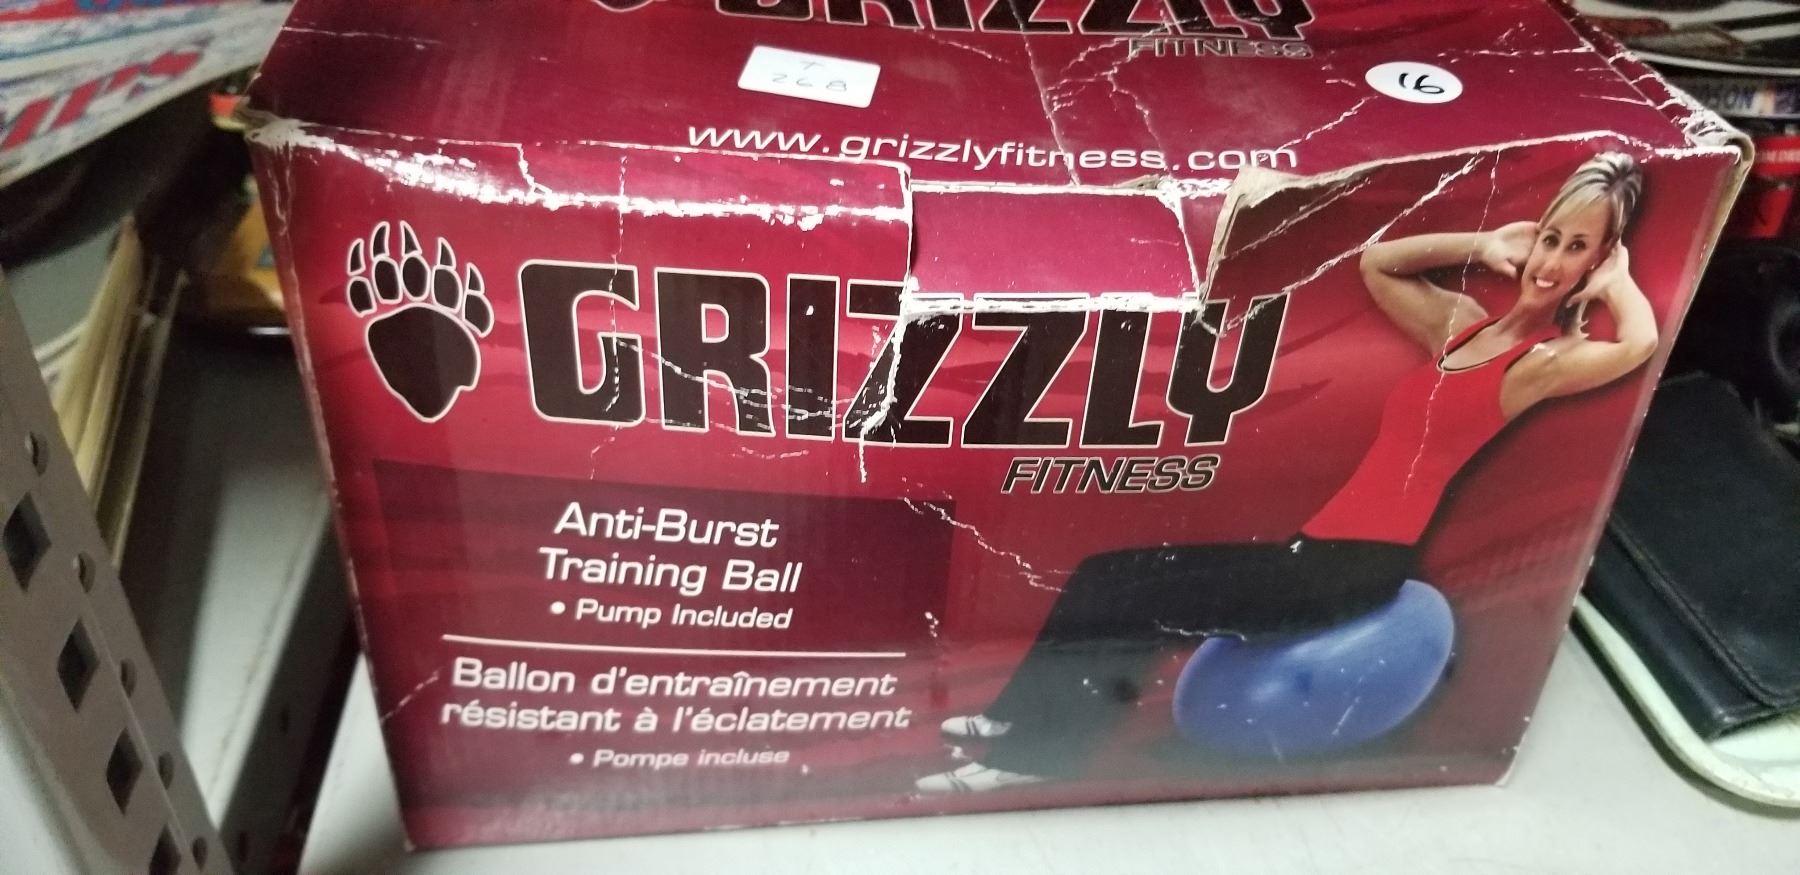 GRIZZLY
FITNESS
268
16
www.grizzlyfitness.com
GRIZZLY
FITNESS
Anti-Burst
Training Ball
• Pump Included
Ballon d'entraînement
résistant à l'éclatement
• Pompe incluse